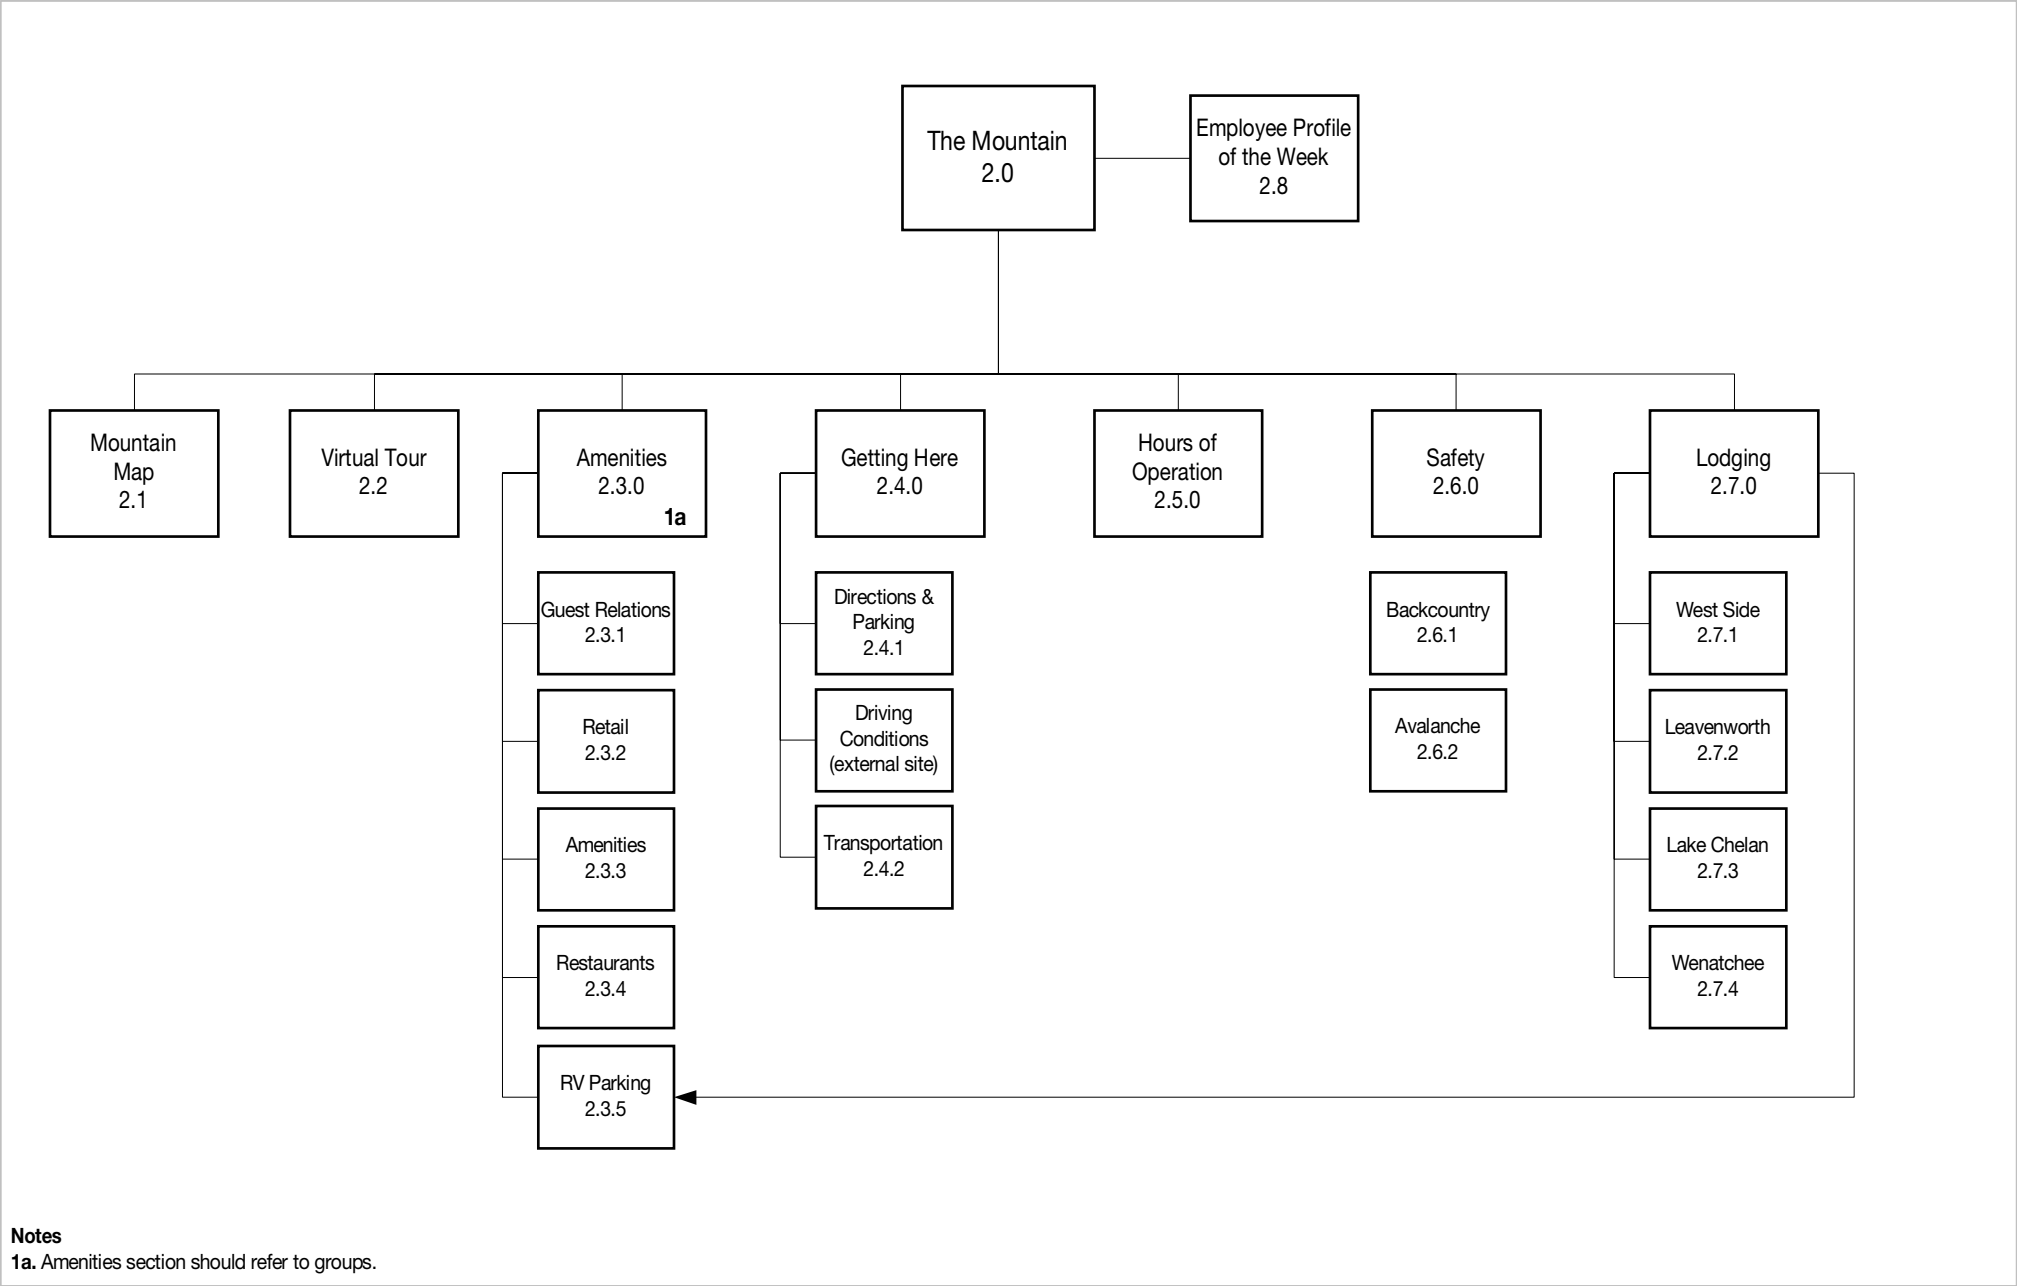 The Mountain
2.0
Employee Profile
of the Week
2.8
Mountain
Map
2.1
Virtual Tour
2.2
Amenities
2.3.0
1a
Getting Here
2.4.0
Hours of
Operation
2.5.0
Safety
2.6.0
Lodging
2.7.0
Guest Relations
2.3.1
Retail
2.3.2
Amenities
2.3.3
Restaurants
2.3.4
RV Parking
2.3.5
Directions &
Parking
2.4.1
Driving
Conditions
(external site)
Transportation
2.4.2
Backcountry
2.6.1
Avalanche
2.6.2
West Side
2.7.1
Leavenworth
2.7.2
Lake Chelan
2.7.3
Wenatchee
2.7.4
Notes
1a. Amenities section should refer to groups.